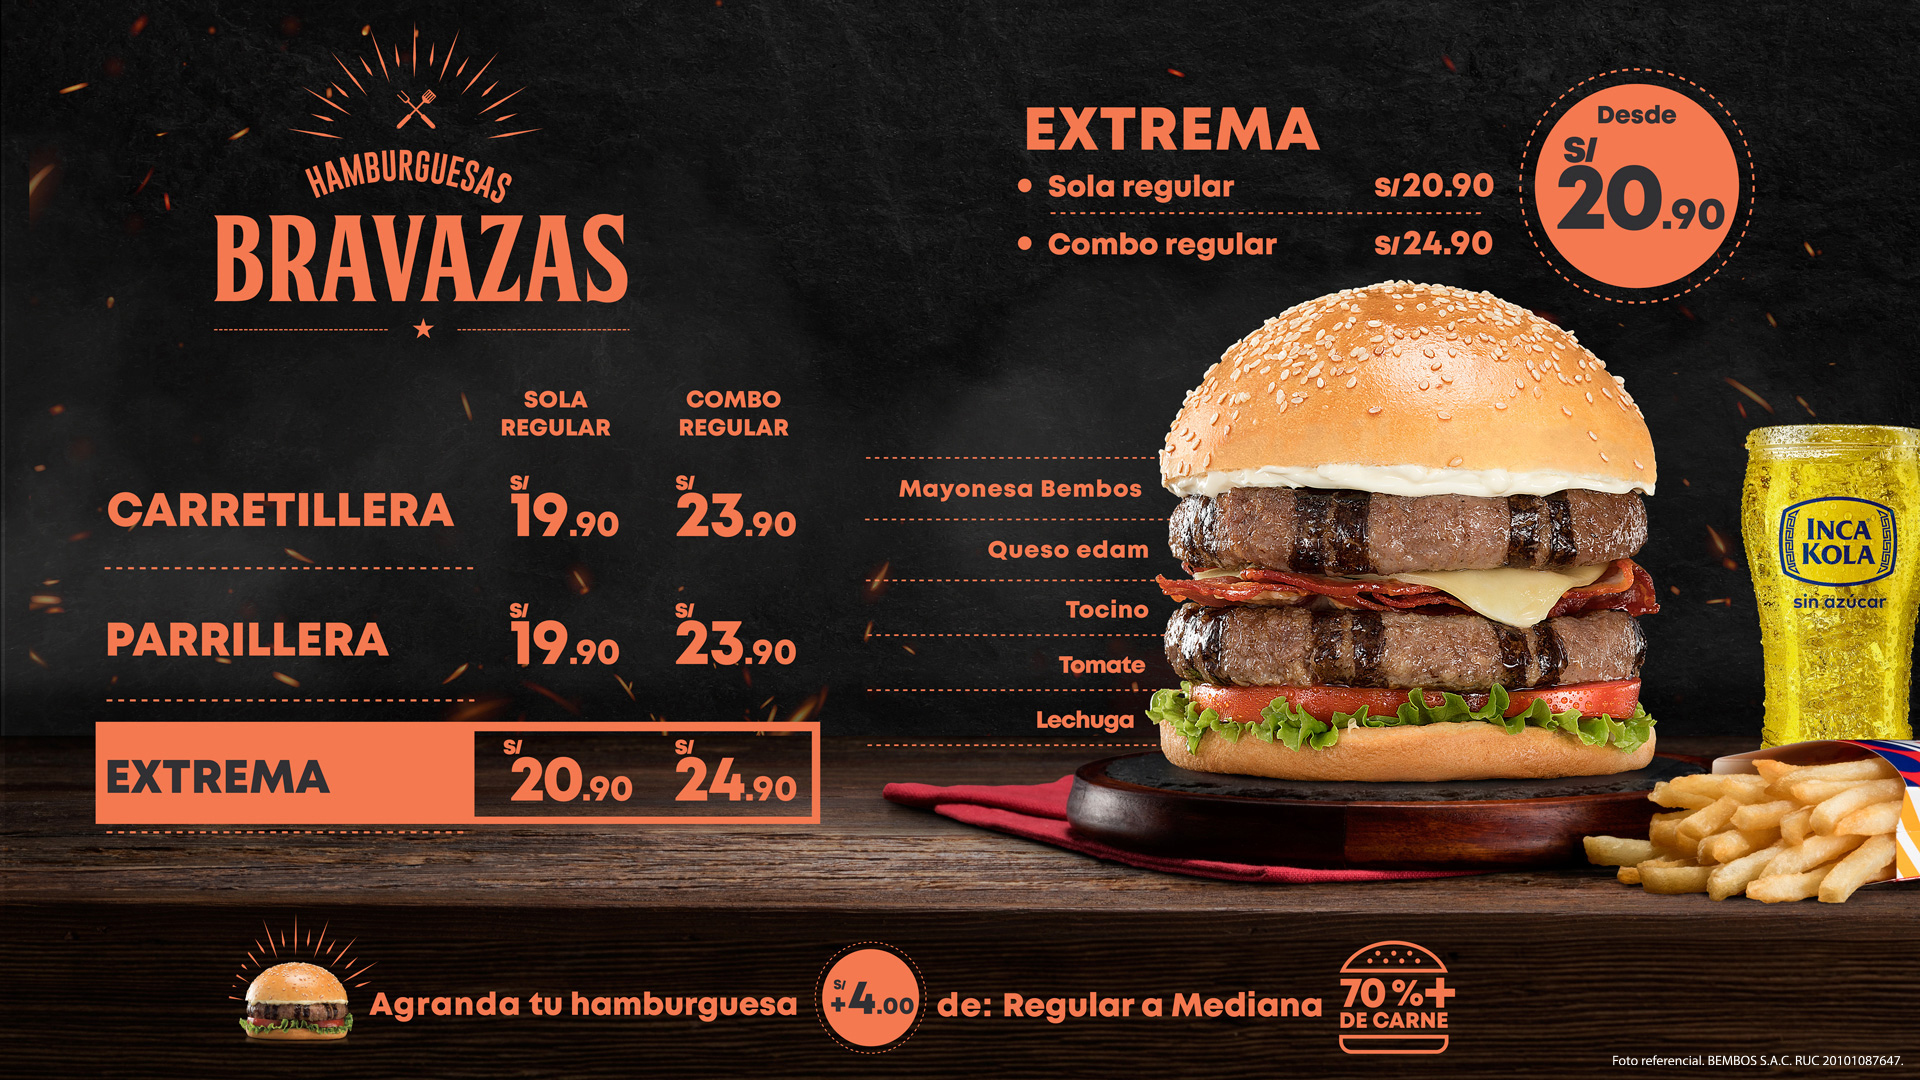 HAMBURGUESAS
BRAVAZAS
SOLA REGULAR
COMBO REGULAR
CARRETILLERA S/19.90 S/23.90
PARRILLERA S/19.90 S/23.90
EXTREMA S/20.90 S/24.90
EXTREMA
• Sola regular S/20.90
• Combo regular S/24.90
Desde
S/
20.90
Mayonesa Bembos
Queso edam
Tocino
Tomate
Lechuga
INCA
KOLA
sin azúcar
Agranda tu hamburguesa S/+4.00 de: Regular a Mediana
70%+
DE CARNE
Foto referencial. BEMBOS S.A.C. RUC 20101087647.